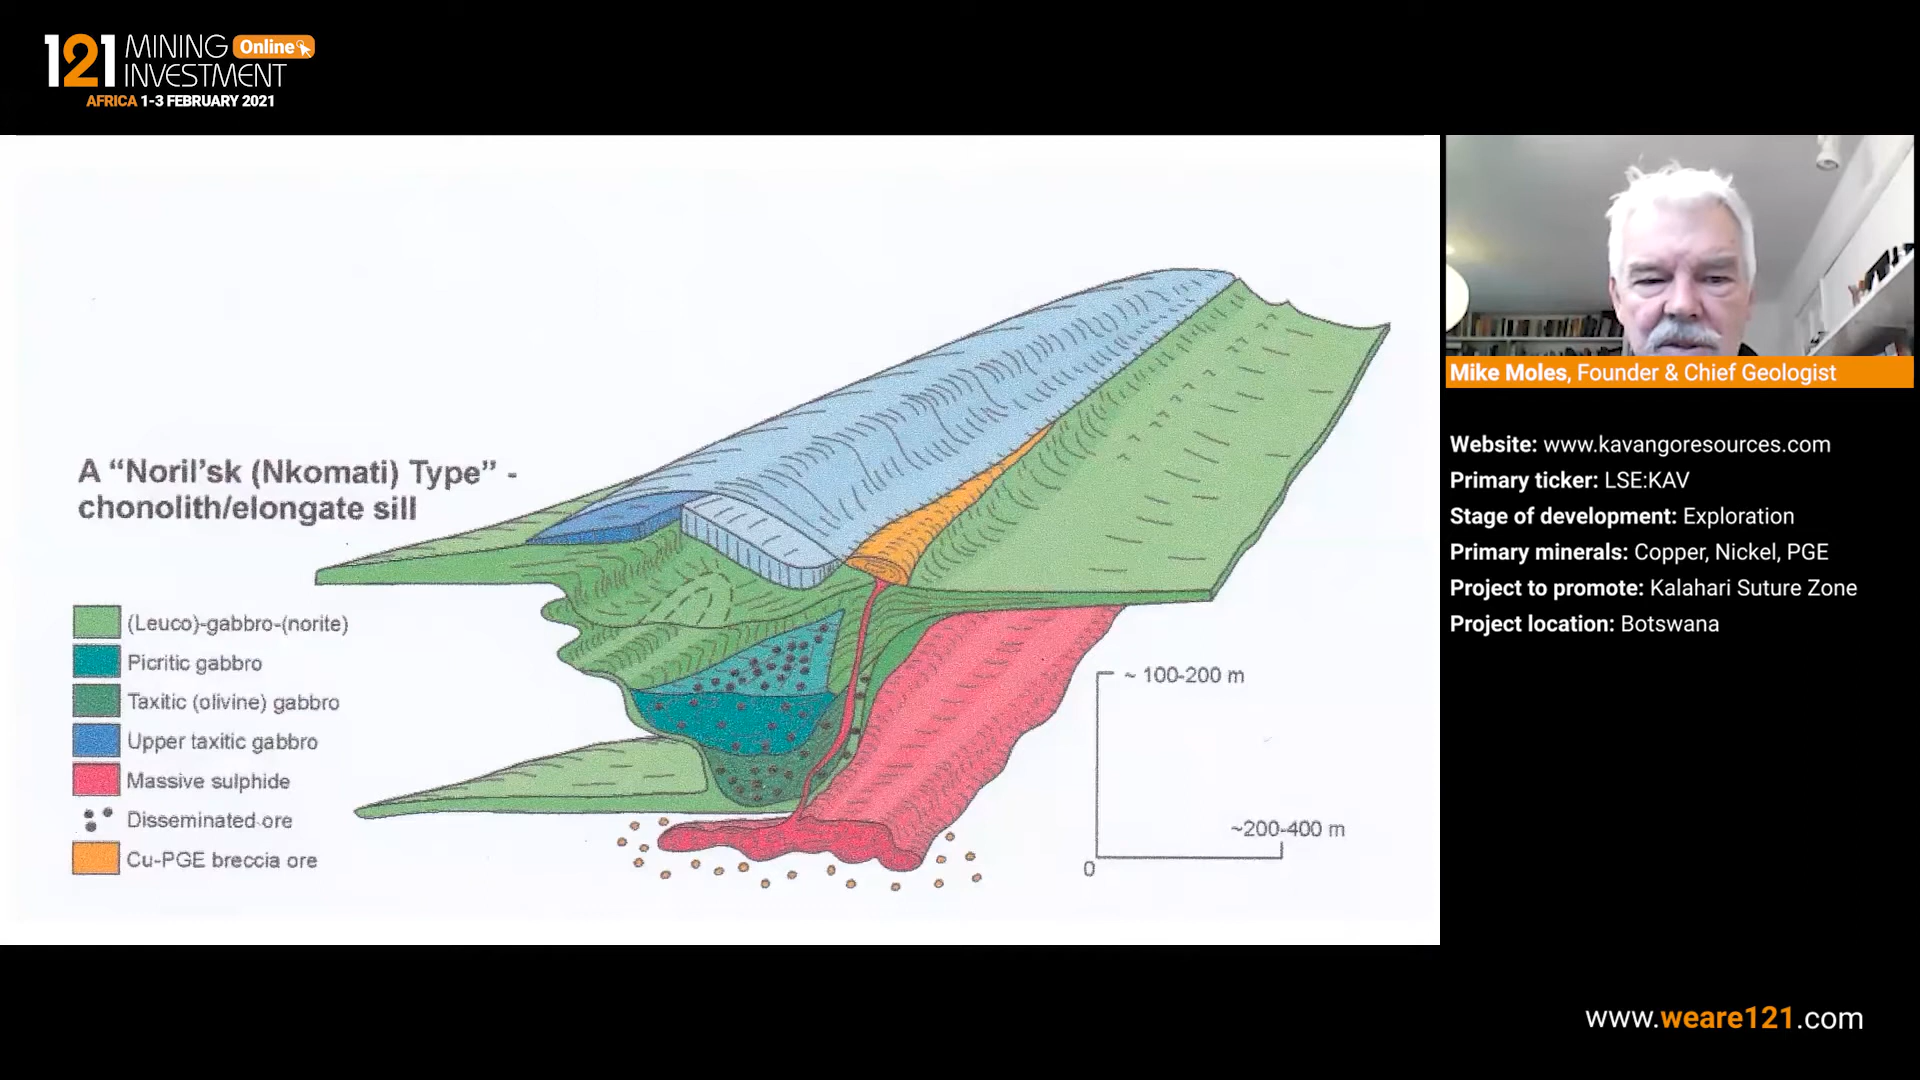 121 MINING Online
INVESTMENT
AFRICA 1-3 FEBRUARY 2021
A “Noril’sk (Nkomati) Type” -
chonolith/elongate sill
(Leuco)-gabbro-(norite)
Picritic gabbro
Taxitic (olivine) gabbro
Upper taxitic gabbro
Massive sulphide
Disseminated ore
Cu-PGE breccia ore
~ 100-200 m
~200-400 m
0
Mike Moles, Founder & Chief Geologist
Website: www.kavangoresources.com
Primary ticker: LSE:KAV
Stage of development: Exploration
Primary minerals: Copper, Nickel, PGE
Project to promote: Kalahari Suture Zone
Project location: Botswana
www.weare121.com